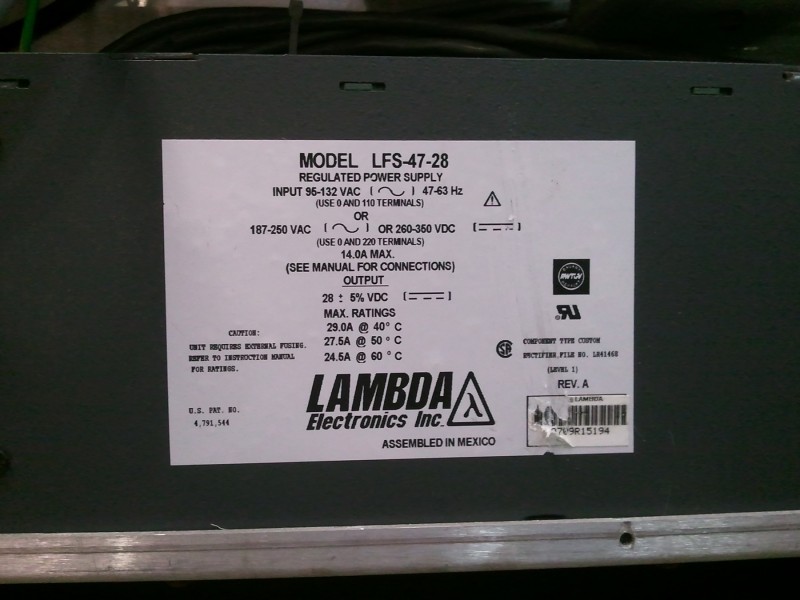 MODEL LFS-47-28
REGULATED POWER SUPPLY
INPUT 95-132 VAC ( ) 47-63 Hz
(USE 0 AND 110 TERMINALS)
OR
187-250 VAC ( ) OR 260-350 VDC ( )
(USE 0 AND 220 TERMINALS)
14.0A MAX.
(SEE MANUAL FOR CONNECTIONS)
OUTPUT
28 ± 5% VDC ( )
MAX. RATINGS
29.0A @ 40° C
27.5A @ 50° C
24.5A @ 60° C
CAUTION:
UNIT REQUIRES EXTERNAL FUSING.
REFER TO INSTRUCTION MANUAL
FOR RATINGS.
U.S. PAT. NO.
4,791,544
LAMBDA
Electronics Inc.
λ
ASSEMBLED IN MEXICO
COMPONENT TYPE CUSTOM
RECTIFIER, FILE NO. LR41468
(LEVEL 1)
REV. A
LAMBDA